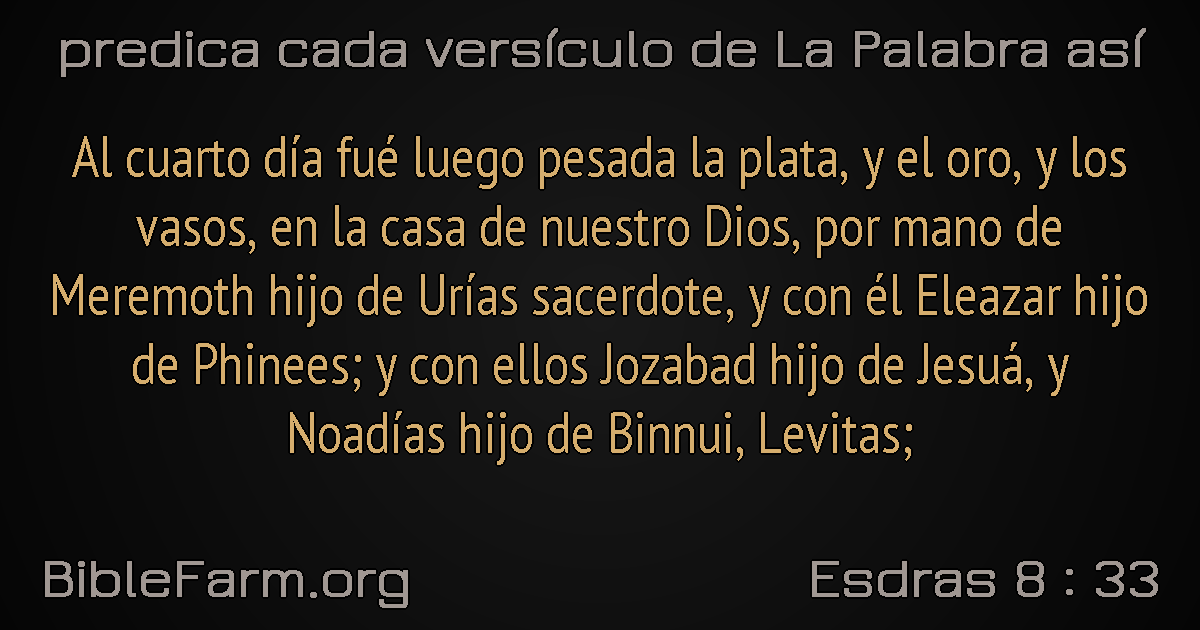 predica cada versículo de La Palabra así
Al cuarto día fué luego pesada la plata, y el oro, y los
vasos, en la casa de nuestro Dios, por mano de
Meremoth hijo de Urías sacerdote, y con él Eleazar hijo
de Phinees; y con ellos Jozabad hijo de Jesuá, y
Noadías hijo de Binnui, Levitas;
BibleFarm.org
Esdras 8 : 33